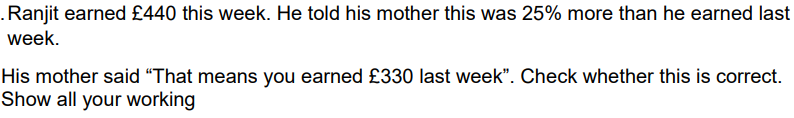 . Ranjit earned £440 this week. He told his mother this was 25% more than he earned last
week.
His mother said “That means you earned £330 last week”. Check whether this is correct.
Show all your working